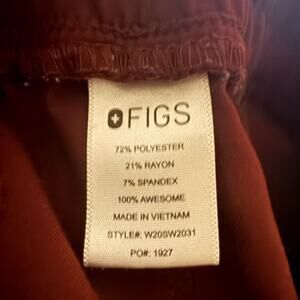 FIGS
72% POLYESTER
21% RAYON
7% SPANDEX
100% AWESOME
MADE IN VIETNAM
STYLE#: W20SW2031
PO#: 1927